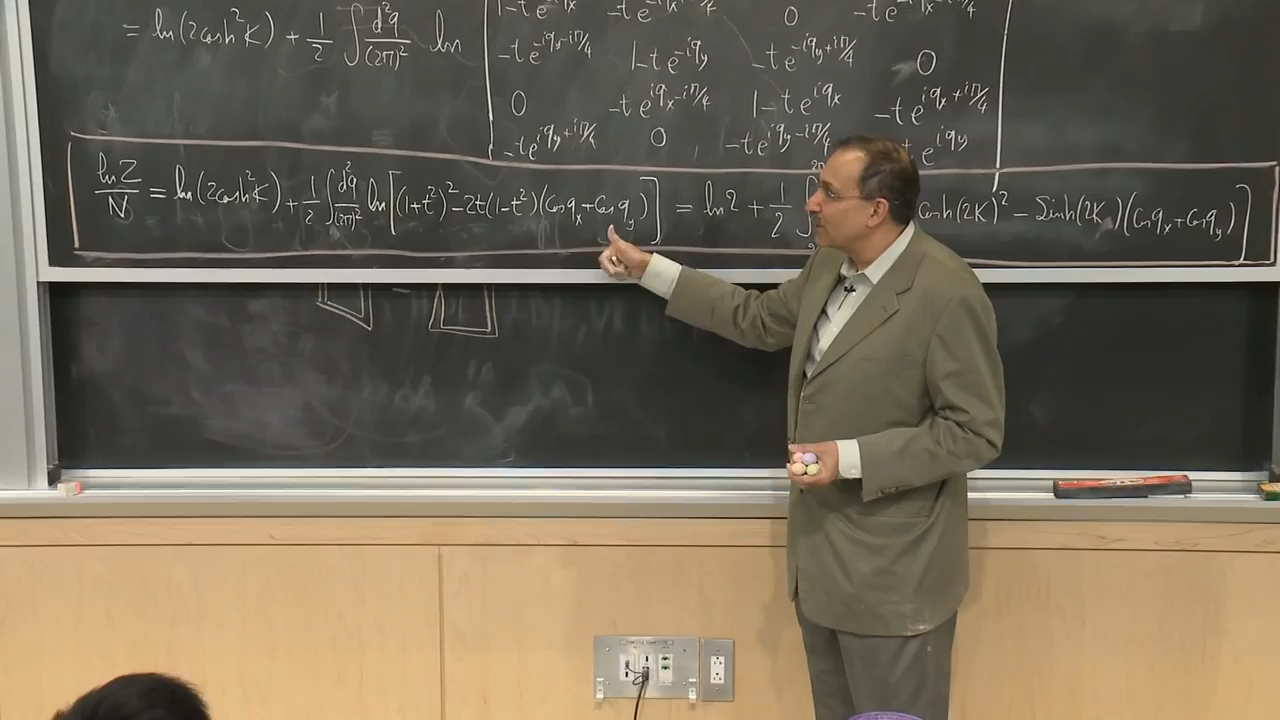 1-te^{-iq_x} -te^{-iq_x-iπ/4} 0 -te^{-iq_x-iπ/4}
= ln(2cosh²K) + 1/2 ∫ d²q/(2π)² ln
-te^{-iq_y-iπ/4} 1-te^{-iq_y} -te^{-iq_y+iπ/4} 0
0 -te^{iq_x-iπ/4} 1-te^{iq_x} -te^{iq_x+iπ/4}
-te^{iq_y+iπ/4} 0 -te^{iq_y-iπ/4} te^{iq_y}
lnZ/N = ln(2cosh²K) + 1/2 ∫ d²q/(2π)² ln[(1+t²)² - 2t(1-t²)(cos q_x + cos q_y)] = ln2 + 1/2 ∫ cosh(2K)² - Sinh(2K)(cos q_x + cos q_y)]